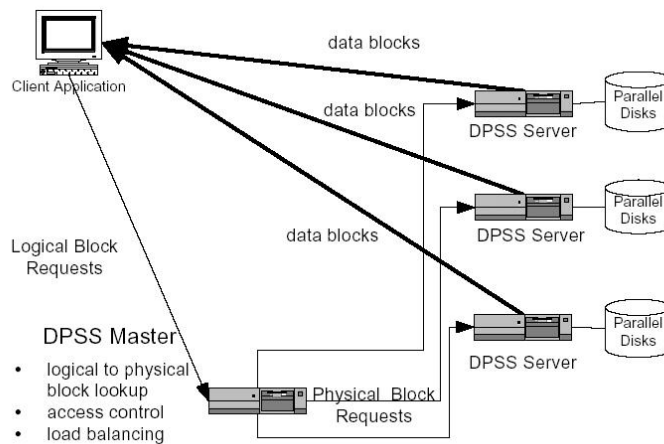 data blocks
Client Application
data blocks
DPSS Server
Parallel
Disks
Logical Block
Requests
data blocks
DPSS Server
Parallel
Disks
DPSS Master
• logical to physical
block lookup
• access control
• load balancing
Physical Block
Requests
DPSS Server
Parallel
Disks